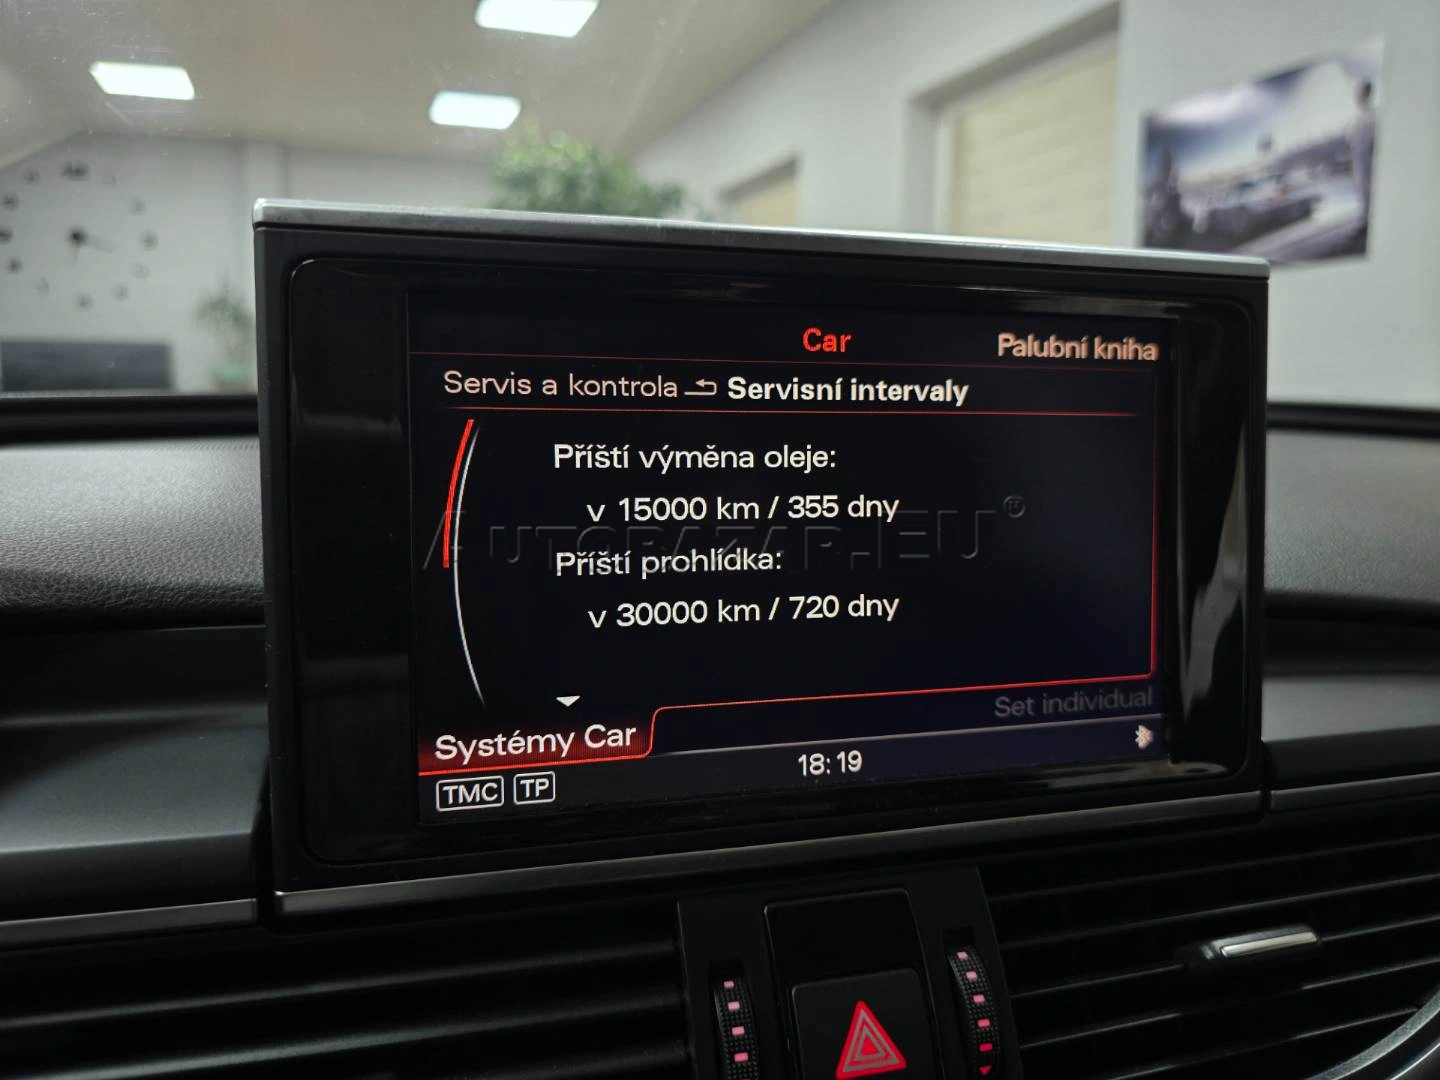 Car
Palubní kniha
Servis a kontrola Servisní intervaly
Příští výměna oleje:
v 15000 km / 355 dny
AUTOBAZAR.EU®
Příští prohlídka:
v 30000 km / 720 dny
Set individual
Systémy Car
18:19
TMC TP